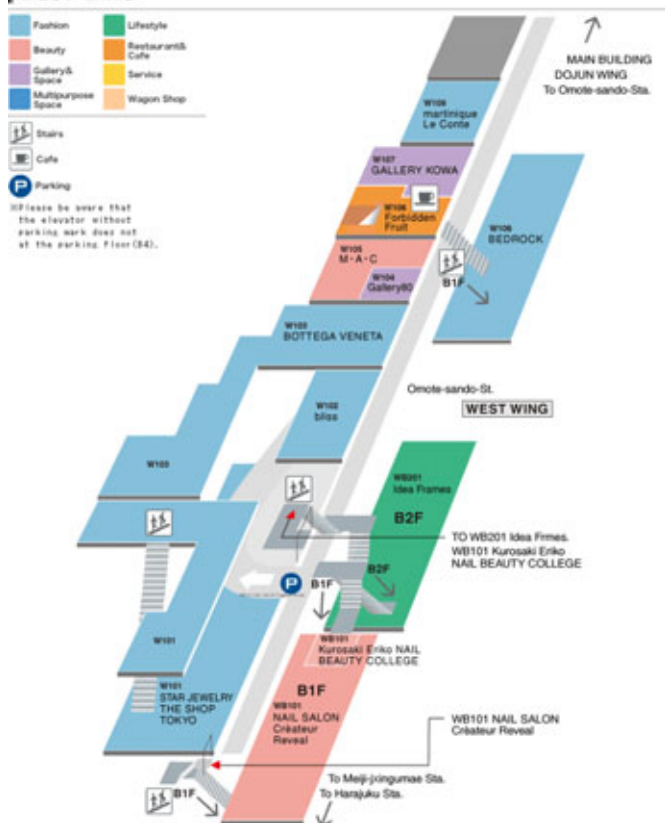 Fashion
Lifestyle
Beauty
Restaurant&
Cafe
Gallery&
Space
Service
Multipurpose
Space
Wagon Shop
Stairs
Cafe
P
Parking
※Please be aware that
the elevator without
parking mark does not
at the parking floor(B4).
MAIN BUILDING
DOJUN WING
To Omote-sando-Sta.
martinique
Le Conte
W107
GALLERY KOWA
W106
Forbidden
Fruit
BEDROCK
B1F
W105
M・A・C
W104
Gallery80
W103
BOTTEGA VENETA
W102
bliss
Omote-sando-St.
WEST WING
W103
WB201
Idea Frames
B2F
TO WB201 Idea Frmes.
WB101 Kurosaki Eriko
NAIL BEAUTY COLLEGE
P
B1F
B2F
W101
WB101
Kurosaki Eriko NAIL
BEAUTY COLLEGE
W101
STAR JEWELRY
THE SHOP
TOKYO
B1F
WB101
NAIL SALON
Crèateur
Reveal
WB101 NAIL SALON
Crèateur Reveal
To Meiji-jxingumae Sta.
To Harajuku Sta.
B1F